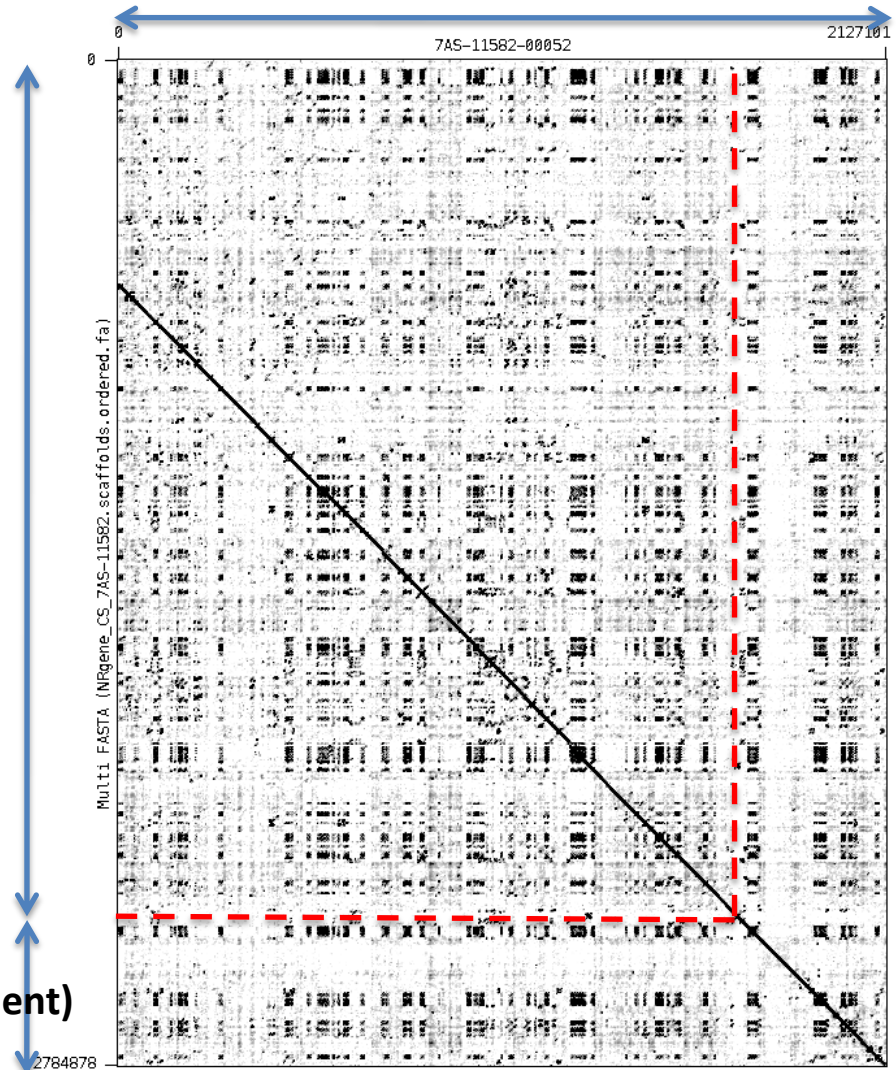 0
2127101
7AS-11582-00052
0
Multi FASTA (NRgene_CS_7AS-11582.scaffolds.ordered.fa)
ent)
2784878